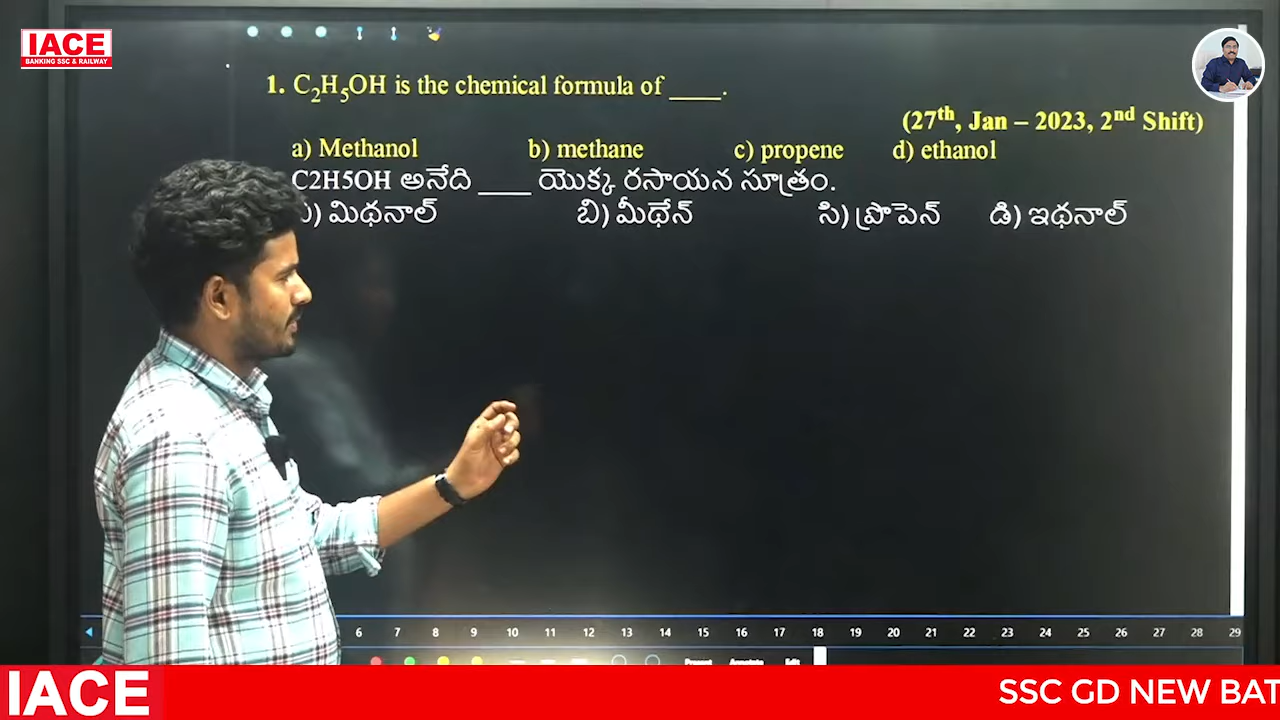 IACE
BANKING SSC & RAILWAY
1. C₂H₅OH is the chemical formula of ____.
(27th, Jan – 2023, 2nd Shift)
a) Methanol b) methane c) propene d) ethanol
C2H5OH అనేది ____ యొక్క రసాయన సూత్రం.
మిథనాల్ బి) మీథేన్ సి) ప్రొపెన్ డి) ఇథనాల్
6 7 8 9 10 11 12 13 14 15 16 17 18 19 20 21 22 23 24 25 26 27 28 29
IACE SSC GD NEW BAT